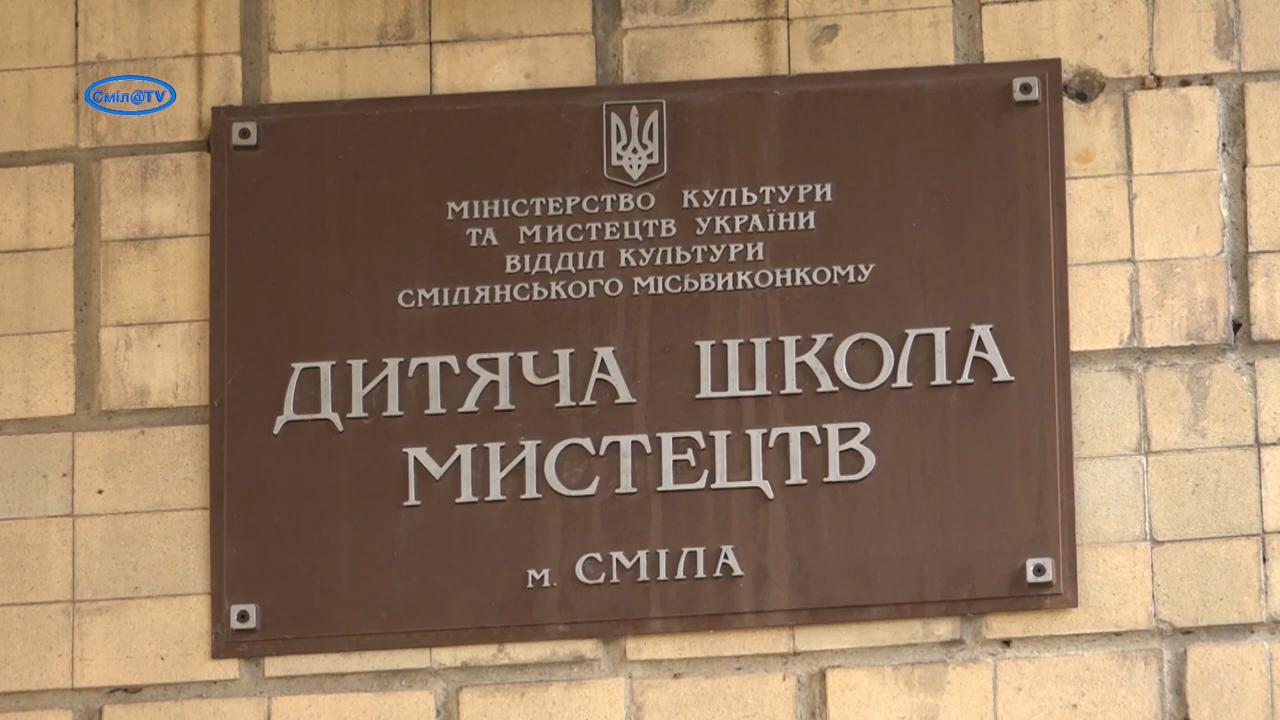 Сміл@TV
МІНІСТЕРСТВО КУЛЬТУРИ
ТА МИСТЕЦТВ УКРАЇНИ
ВІДДІЛ КУЛЬТУРИ
СМІЛЯНСЬКОГО МІСЬВИКОНКОМУ
ДИТЯЧА ШКОЛА
МИСТЕЦТВ
м. СМІЛА